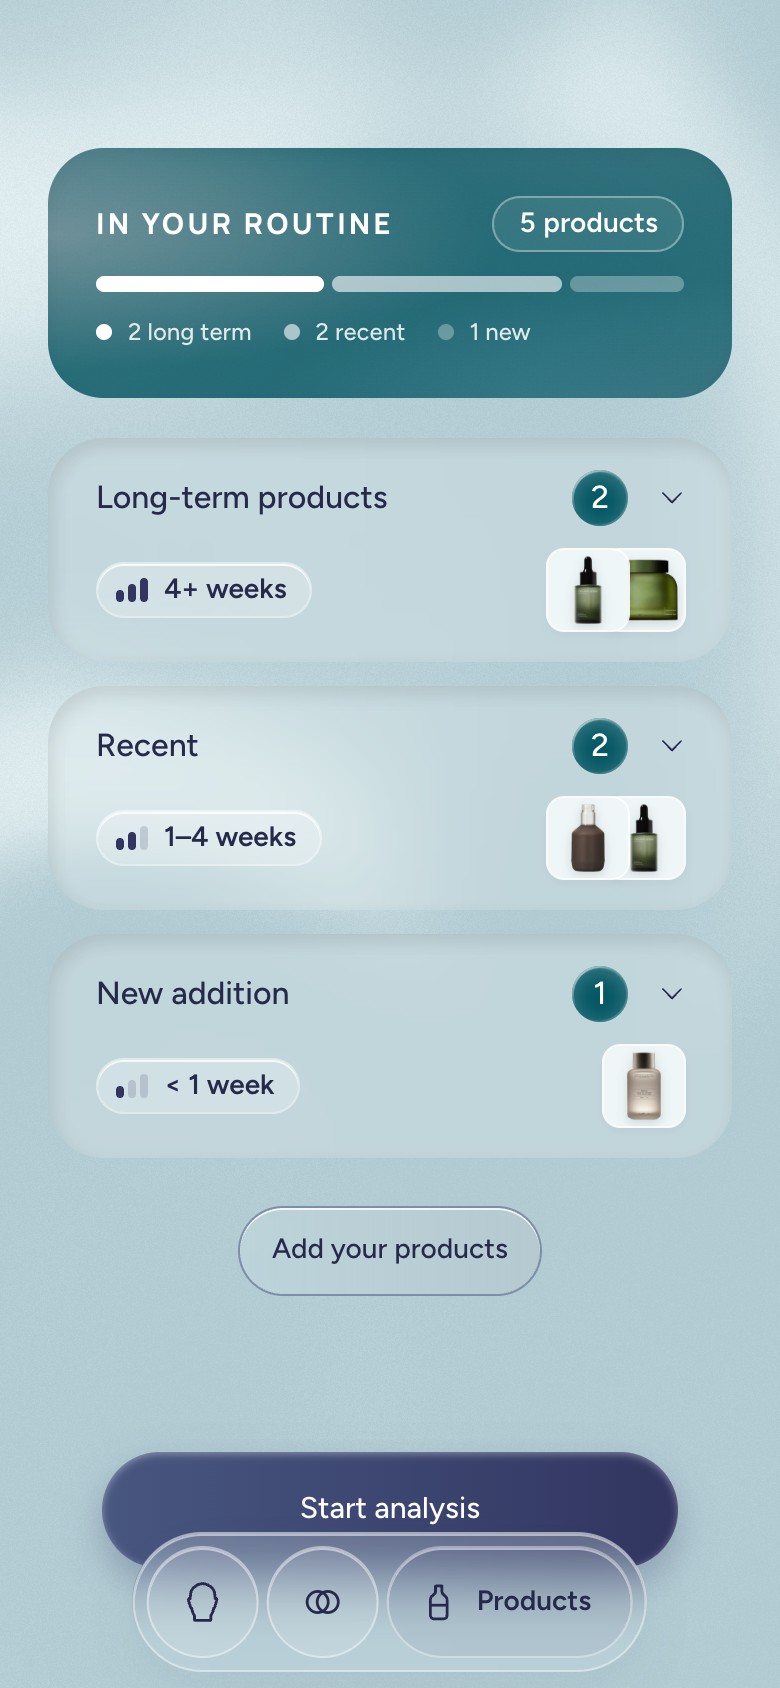 IN YOUR ROUTINE
5 products
2 long term
2 recent
1 new
Long-term products
2
4+ weeks
Recent
2
1–4 weeks
New addition
1
< 1 week
Add your products
Start analysis
Products